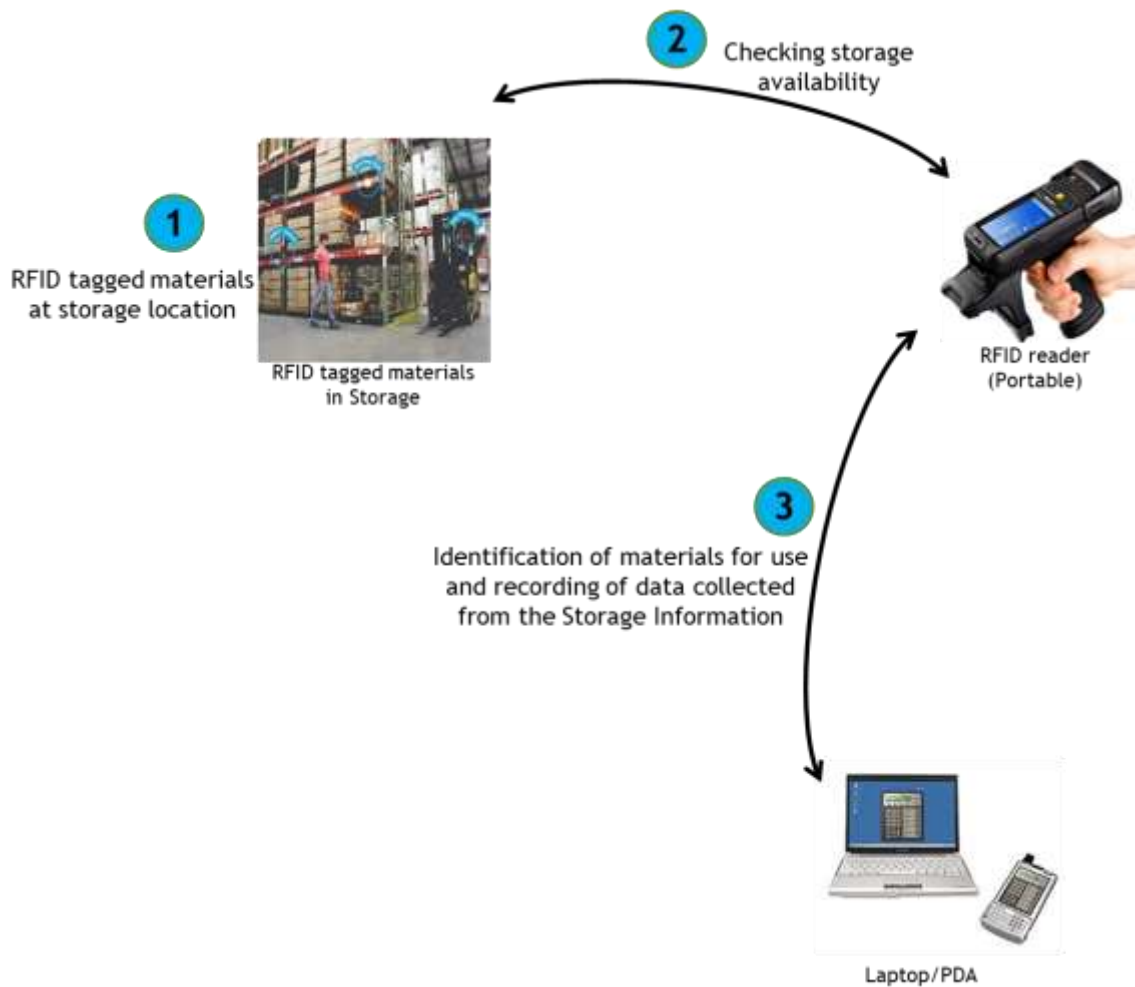 2
Checking storage
availability
1
RFID tagged materials
at storage location
RFID tagged materials
in Storage
RFID reader
(Portable)
3
Identification of materials for use
and recording of data collected
from the Storage Information
Laptop/PDA